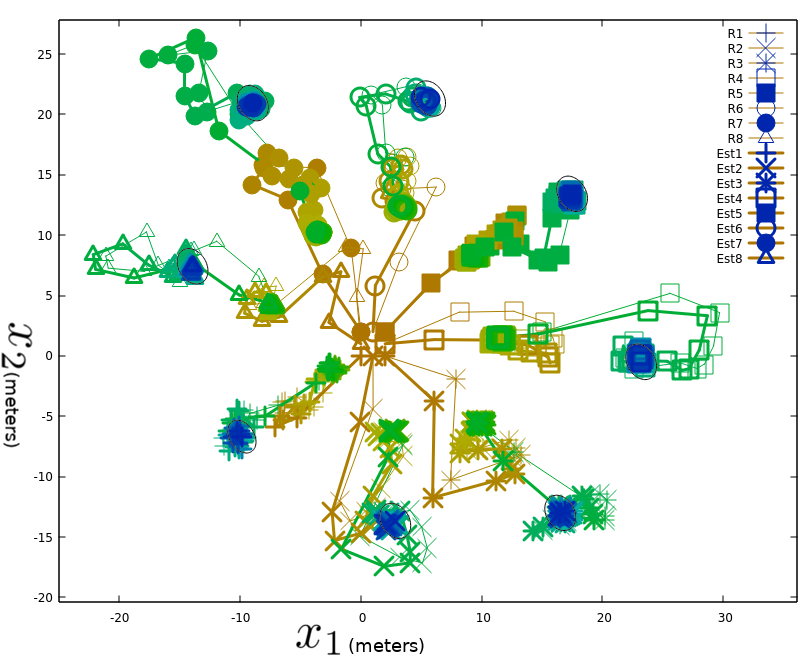 R1
R2
R3
R4
R5
R6
R7
R8
Est1
Est2
Est3
Est4
Est5
Est6
Est7
Est8
25
20
15
10
5
0
-5
-10
-15
-20
x2 (meters)
-20 -10 0 10 20 30
x1 (meters)